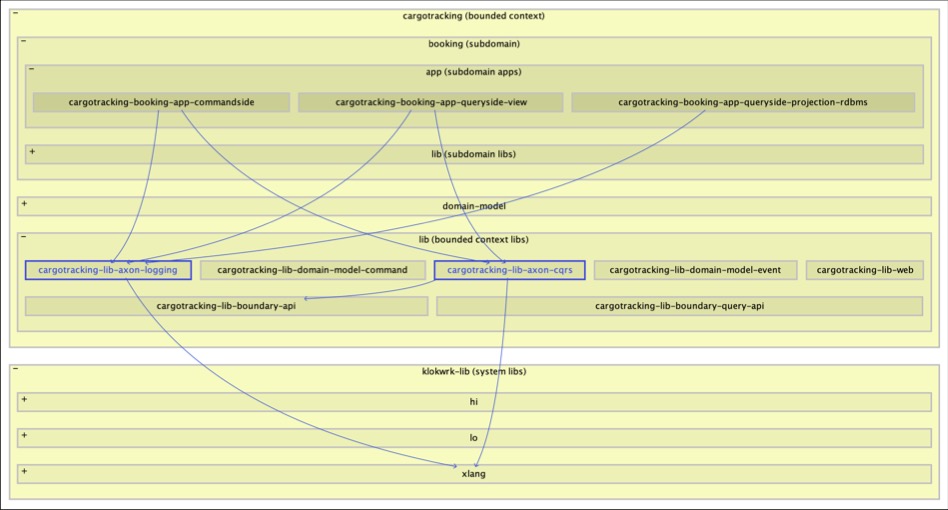 − cargotracking (bounded context)
− booking (subdomain)
− app (subdomain apps)
cargotracking-booking-app-commandside cargotracking-booking-app-queryside-view cargotracking-booking-app-queryside-projection-rdbms
+ lib (subdomain libs)
+ domain-model
− lib (bounded context libs)
cargotracking-lib-axon-logging cargotracking-lib-domain-model-command cargotracking-lib-axon-cqrs cargotracking-lib-domain-model-event cargotracking-lib-web
cargotracking-lib-boundary-api cargotracking-lib-boundary-query-api
− klokwrk-lib (system libs)
+ hi
+ lo
+ xlang